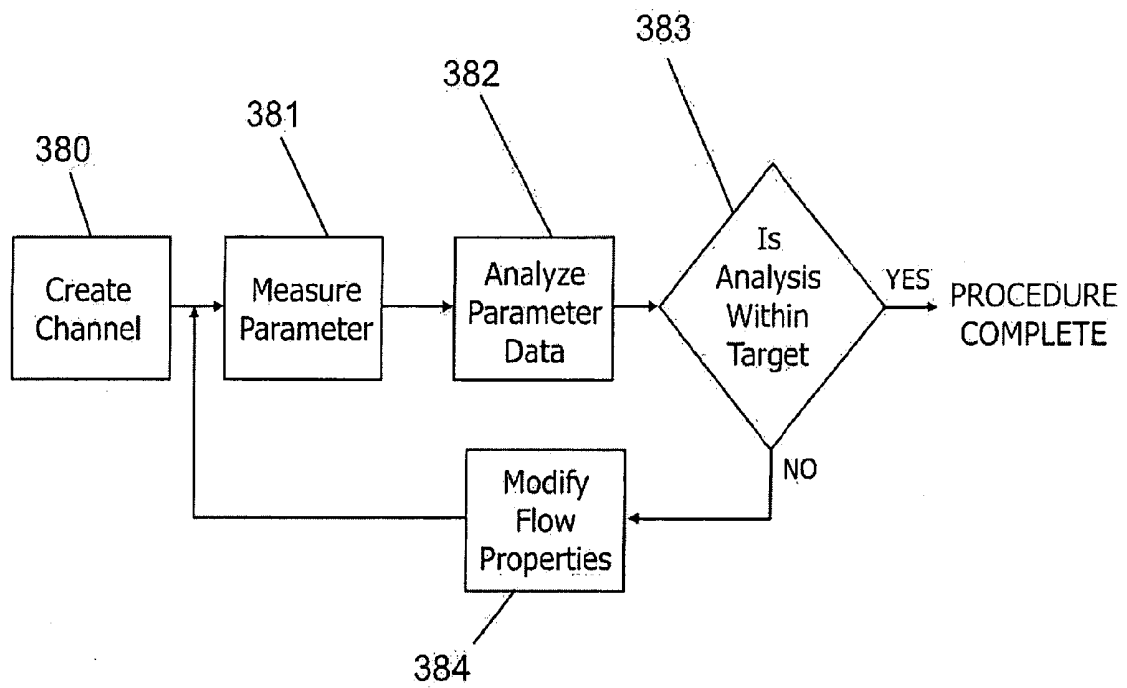 383
382
381
380
Create
Channel
Measure
Parameter
Analyze
Parameter
Data
Is
Analysis
Within
Target
YES
PROCEDURE
COMPLETE
NO
Modify
Flow
Properties
384